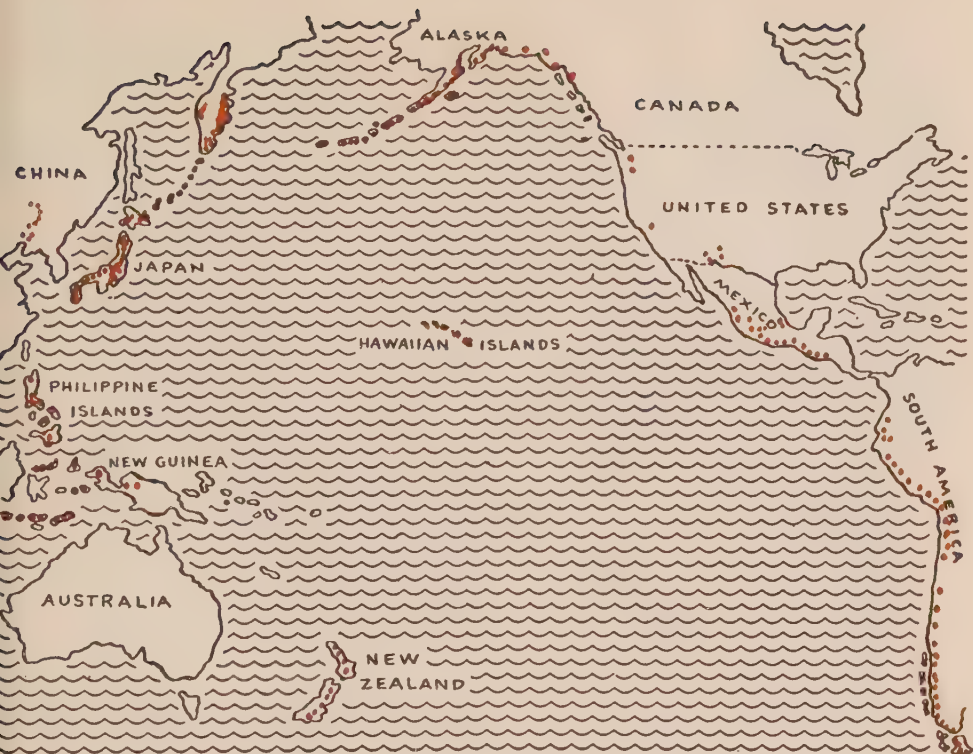 ALASKA
CANADA
CHINA
UNITED STATES
JAPAN
MEXICO
HAWAIIAN ISLANDS
PHILIPPINE
ISLANDS
SOUTH AMERICA
NEW GUINEA
AUSTRALIA
NEW
ZEALAND